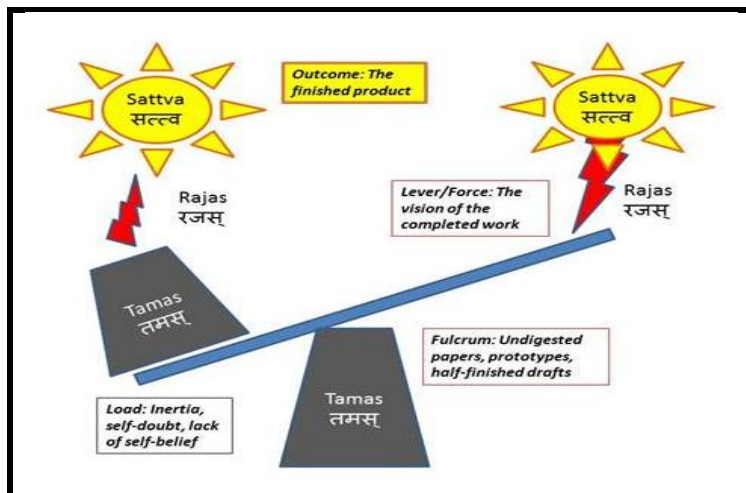 Sattva
सत्त्व
Outcome: The
finished product
Sattva
सत्त्व
Rajas
रजस्
Lever/Force: The
vision of the
completed work
Rajas
रजस्
Tamas
तमस्
Fulcrum: Undigested
papers, prototypes,
half-finished drafts
Load: Inertia,
self-doubt, lack
of self-belief
Tamas
तमस्